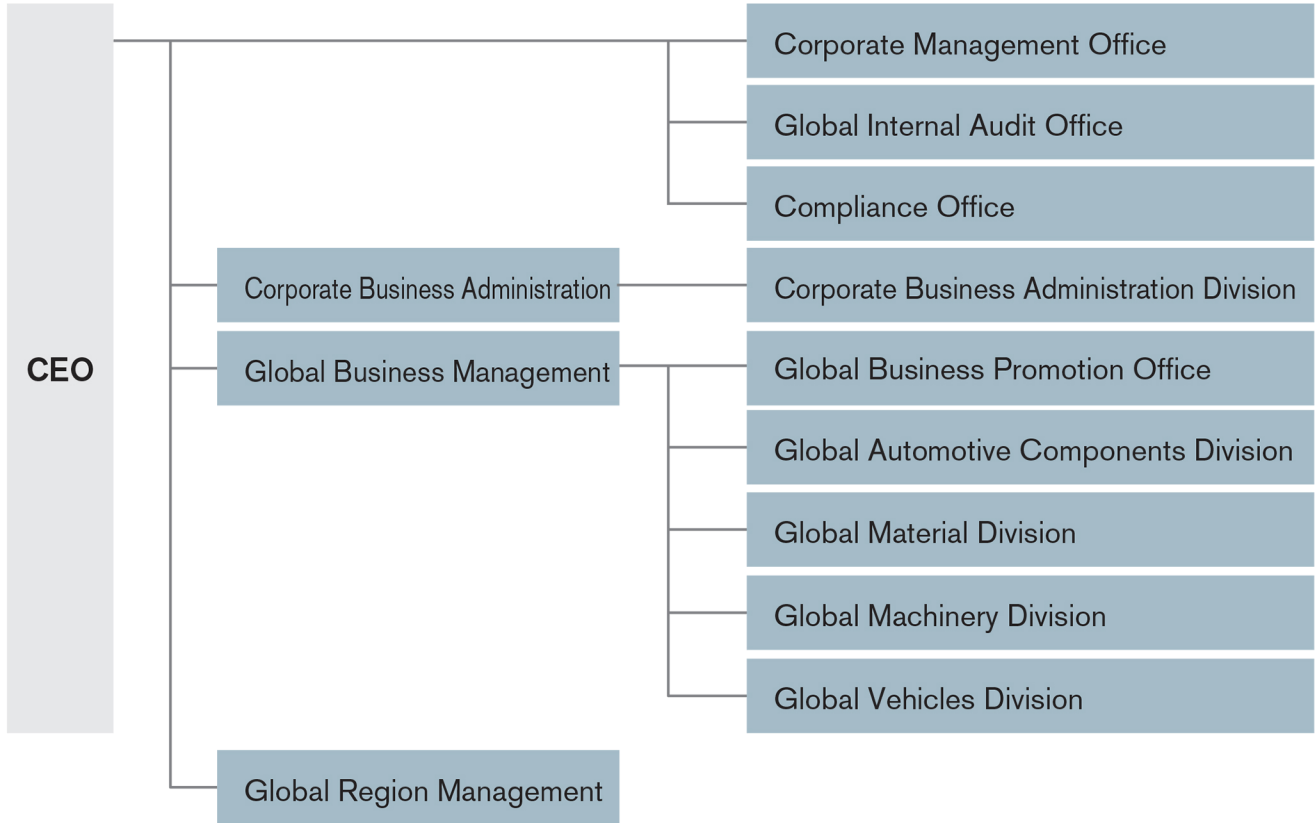 CEO
Corporate Management Office
Global Internal Audit Office
Compliance Office
Corporate Business Administration
Corporate Business Administration Division
Global Business Management
Global Business Promotion Office
Global Automotive Components Division
Global Material Division
Global Machinery Division
Global Vehicles Division
Global Region Management